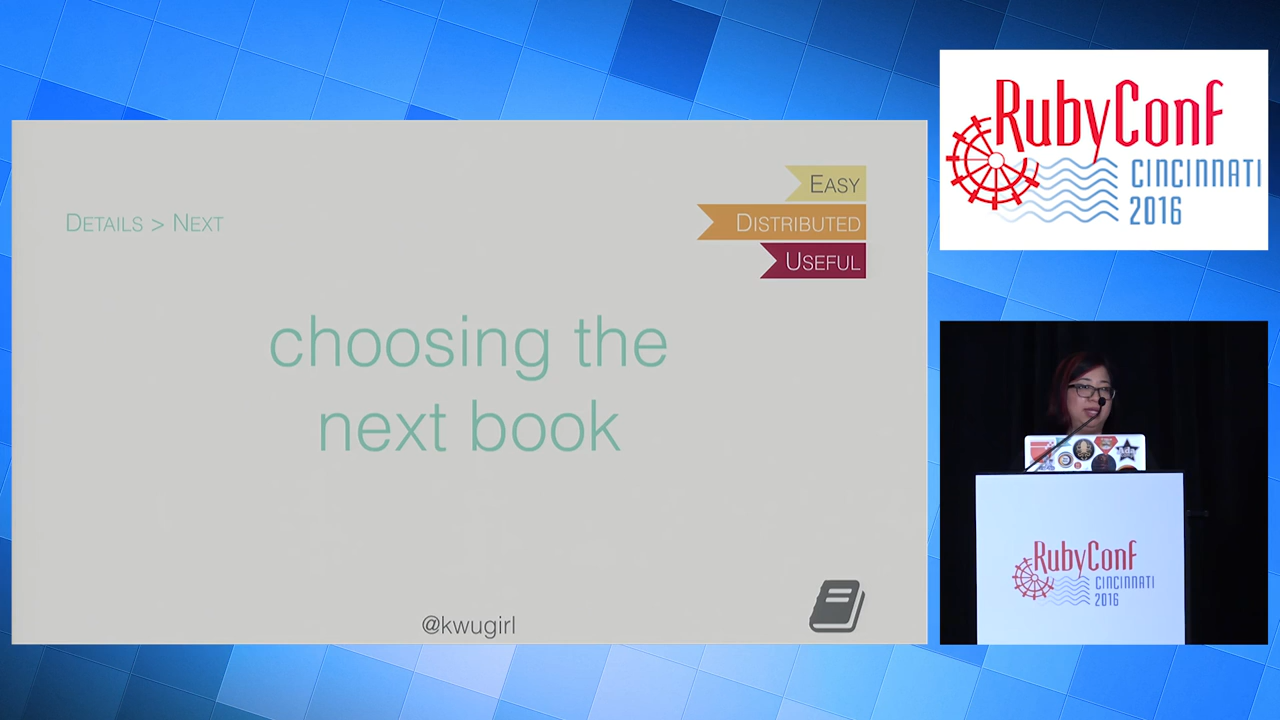 Details > Next
Easy
Distributed
Useful
choosing the
next book
@kwugirl
RubyConf
CINCINNATI
2016
RubyConf
CINCINNATI
2016